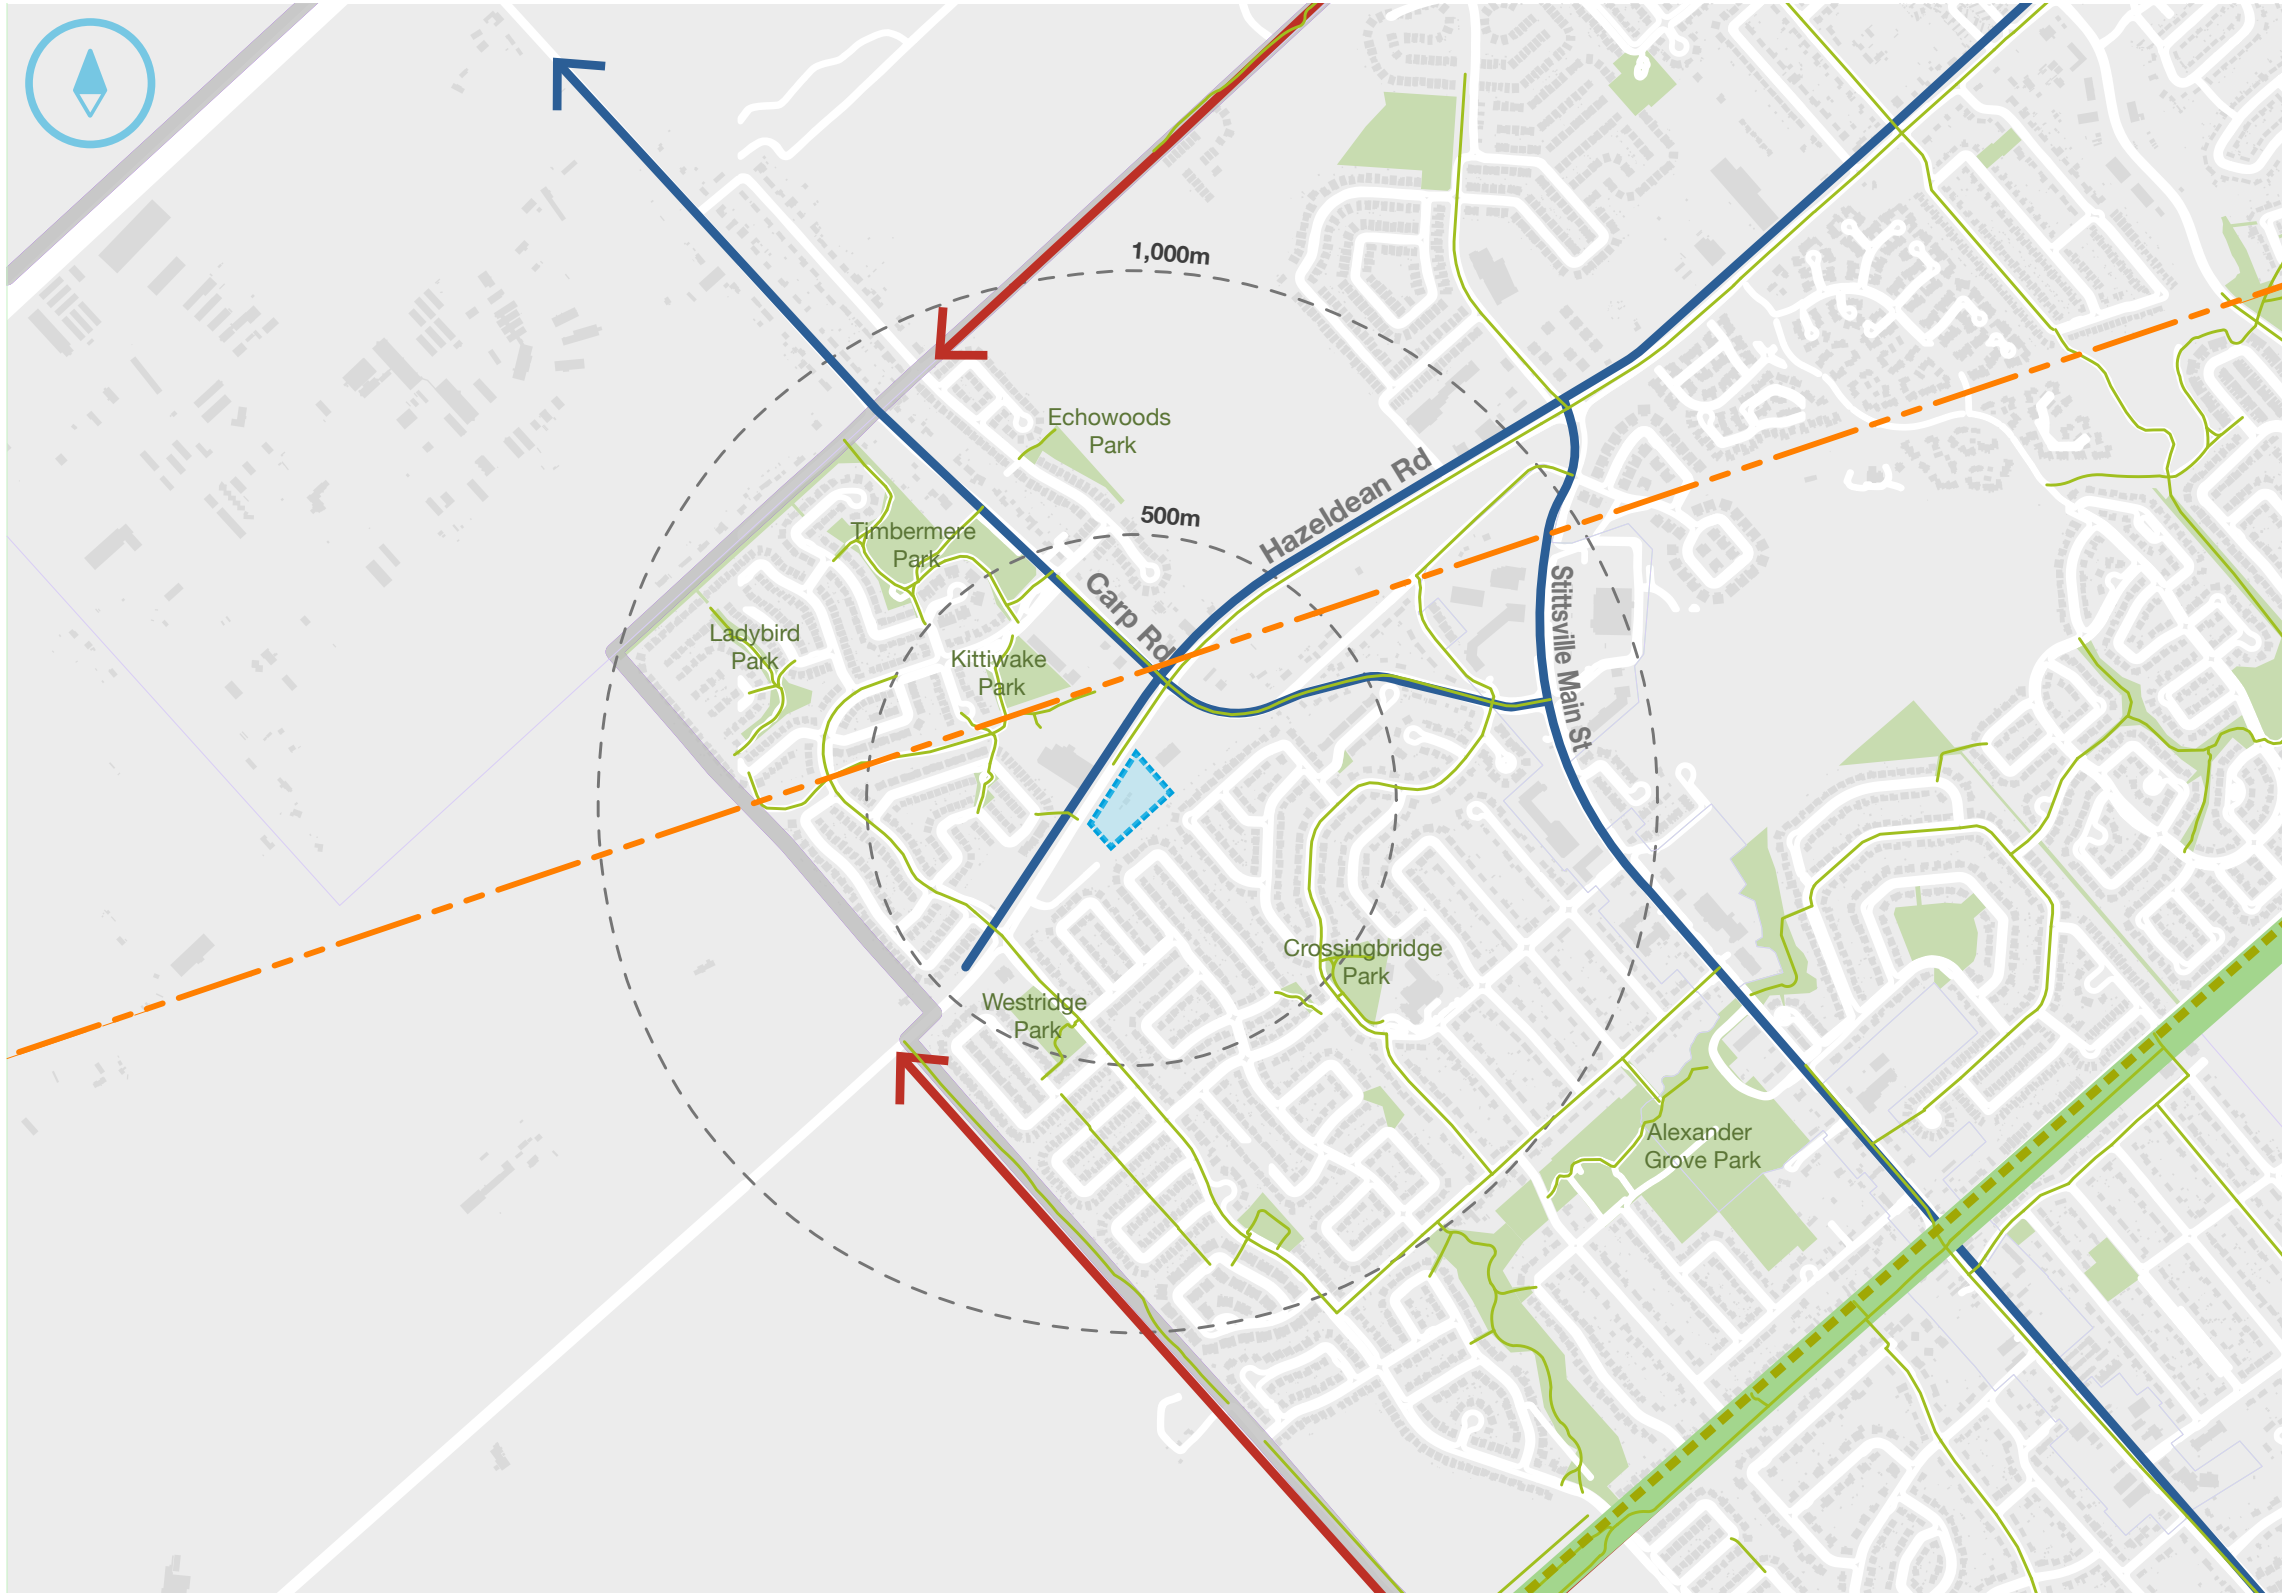 1,000m
Echowoods
Park
500m
Hazeldean Rd
Timbermere
Park
Carp Rd
Stittsville Main St
Ladybird
Park
Kittiwake
Park
Crossingbridge
Park
Westridge
Park
Alexander
Grove Park